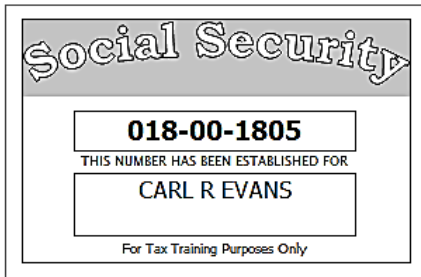 Social Security
018-00-1805
THIS NUMBER HAS BEEN ESTABLISHED FOR
CARL R EVANS
For Tax Training Purposes Only